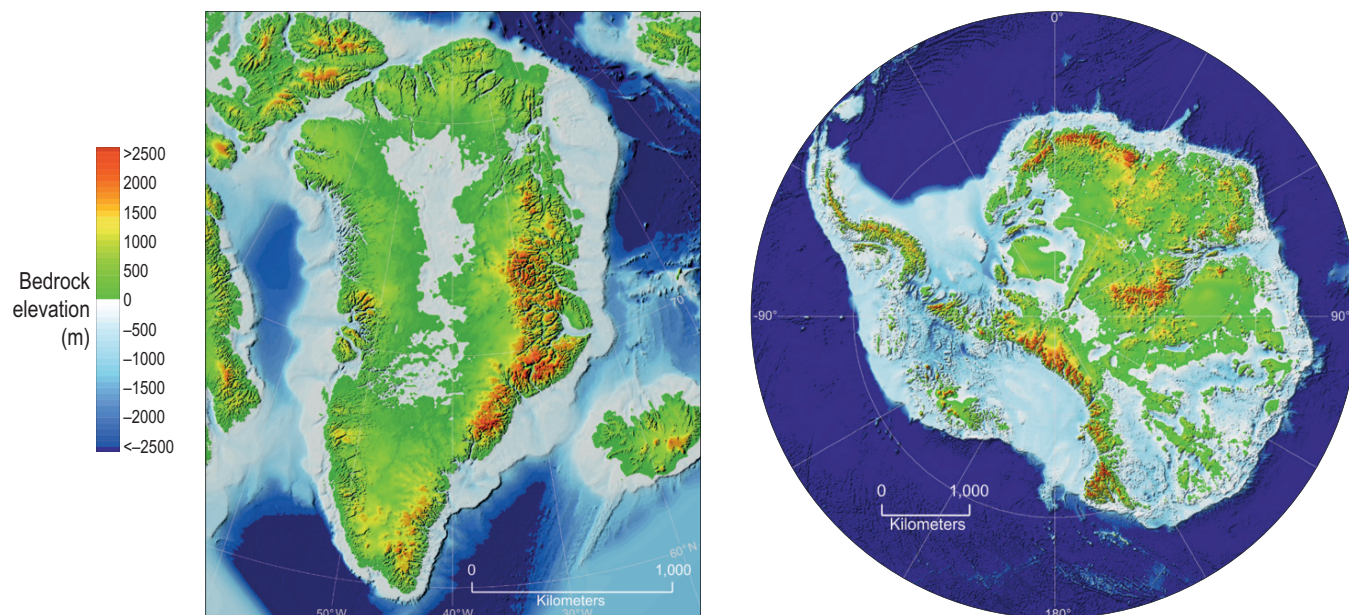 Bedrock
elevation
(m)
>2500
2000
1500
1000
500
0
–500
–1000
–1500
–2000
<–2500
70
60°N
50°W
40°W
30°W
0
1,000
Kilometers
0°
-90°
90°
180°
0
1,000
Kilometers